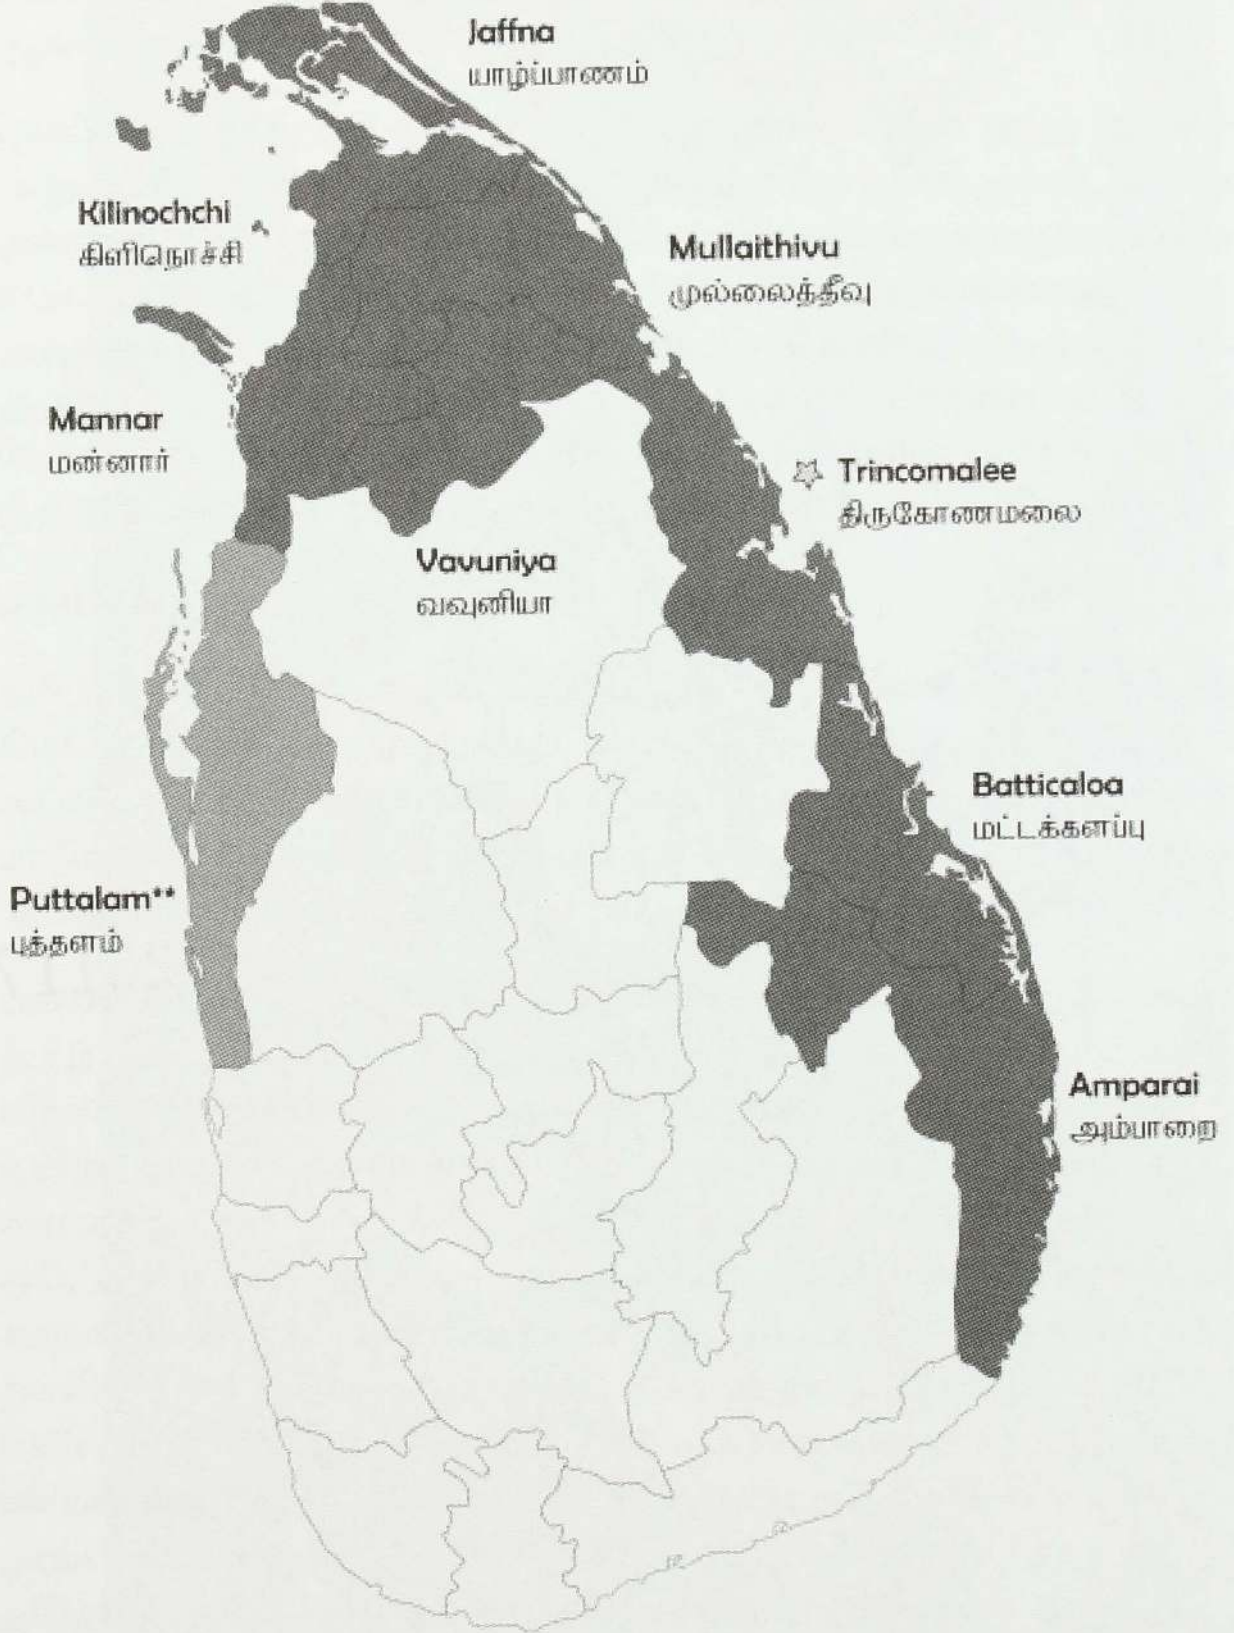 Jaffna
யாழ்ப்பாணம்
Kilinochchi
கிளிநொச்சி
Mullaithivu
முல்லைத்தீவு
Mannar
மன்னார்
Trincomalee
திருகோணமலை
Vavuniya
வவுனியா
Batticaloa
மட்டக்களப்பு
Puttalam**
புத்தளம்
Amparai
அம்பாறை